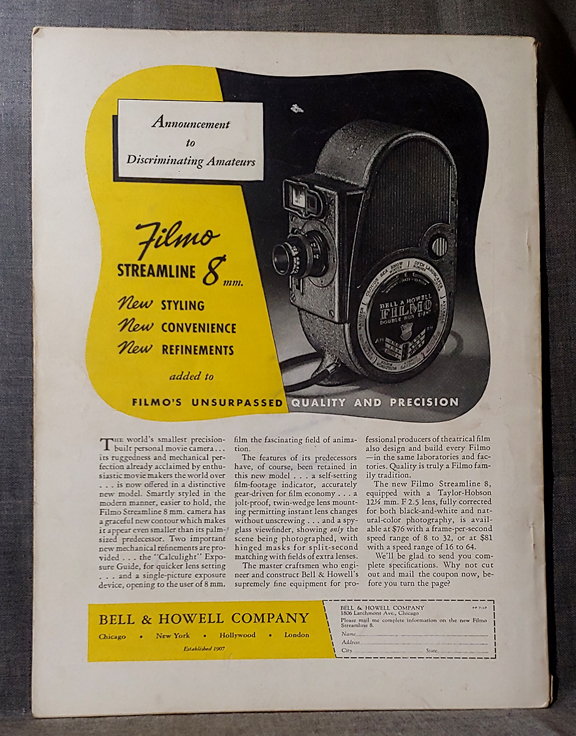 Announcement
to
Discriminating Amateurs
Filmo
STREAMLINE 8 mm.
New STYLING
New CONVENIENCE
New REFINEMENTS
added to
FILMO'S UNSURPASSED QUALITY AND PRECISION
BELL & HOWELL
FILMO
DOUBLE RUN EIGHT
THE world's smallest precision-
built personal movie camera...
its ruggedness and mechanical per-
fection already acclaimed by enthu-
siastic movie makers the world over
... is now offered in a distinctive
new model. Smartly styled in the
modern manner, easier to hold, the
Filmo Streamline 8 mm. camera has
a graceful new contour which makes
it appear even smaller than its palm-
sized predecessor. Two important
new mechanical refinements are pro-
vided ... the "Calculight" Expo-
sure Guide, for quicker lens setting
... and a single-picture exposure
device, opening to the user of 8 mm.
film the fascinating field of anima-
tion.
The features of its predecessors
have, of course, been retained in
this new model ... a self-setting
film-footage indicator, accurately
gear-driven for film economy ... a
jolt-proof, twin-wedge lens mount-
ing permitting instant lens changes
without unscrewing ... and a spy-
glass viewfinder, showing only the
scene being photographed, with
hinged masks for split-second
matching with fields of extra lenses.
The master craftsmen who engi-
neer and construct Bell & Howell's
supremely fine equipment for pro-
fessional producers of theatrical film
also design and build every Filmo
—in the same laboratories and fac-
tories. Quality is truly a Filmo fam-
ily tradition.
The new Filmo Streamline 8,
equipped with a Taylor-Hobson
12½ mm. F 2.5 lens, fully corrected
for both black-and-white and nat-
ural-color photography, is avail-
able at $76 with a frame-per-second
speed range of 8 to 32, or at $81
with a speed range of 16 to 64.
We'll be glad to send you com-
plete specifications. Why not cut
out and mail the coupon now, be-
fore you turn the page?
BELL & HOWELL COMPANY
Chicago • New York • Hollywood • London
Established 1907
BELL & HOWELL COMPANY
1806 Larchmont Ave., Chicago
Please mail me complete information on the new Filmo
Streamline 8.
Name
Address
City State